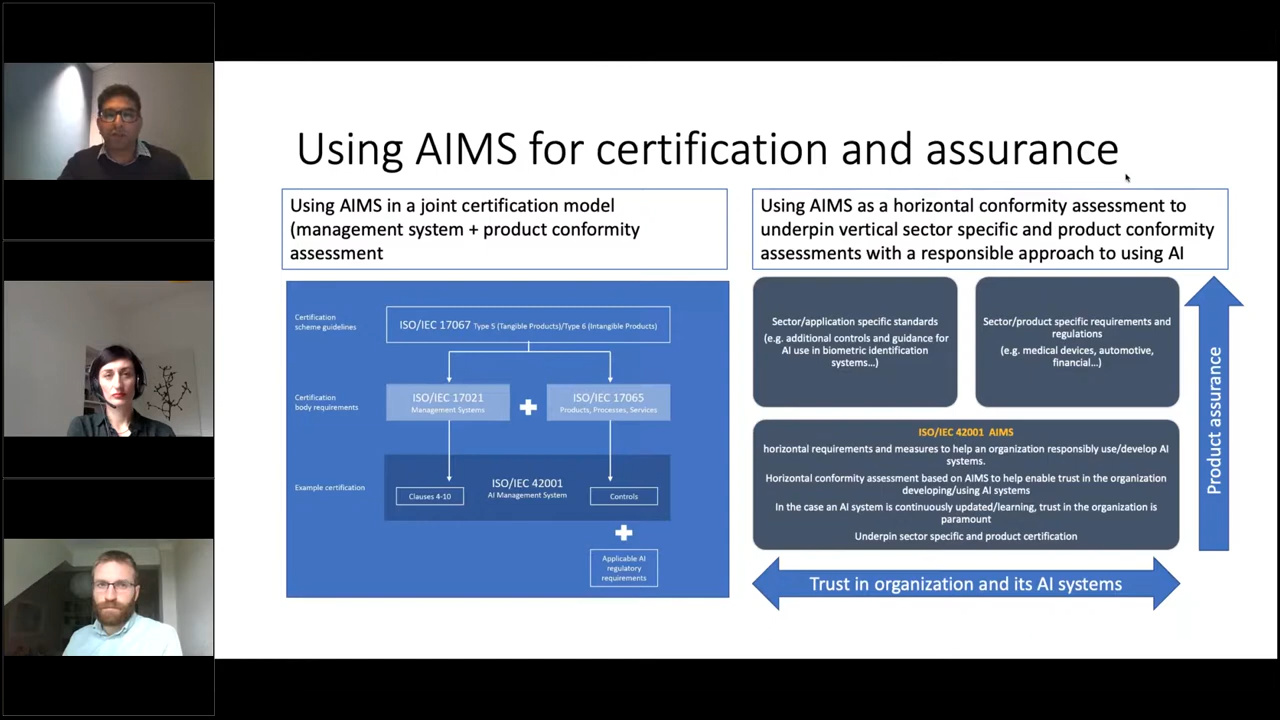 Using AIMS for certification and assurance
Using AIMS in a joint certification model
(management system + product conformity
assessment
Certification
scheme guidelines
ISO/IEC 17067 Type 5 (Tangible Products)/Type 6 (Intangible Products)
Certification
body requirements
ISO/IEC 17021
Management Systems
ISO/IEC 17065
Products, Processes, Services
Example certification
Clauses 4-10
ISO/IEC 42001
AI Management System
Controls
Applicable AI
regulatory
requirements
Using AIMS as a horizontal conformity assessment to
underpin vertical sector specific and product conformity
assessments with a responsible approach to using AI
Sector/application specific standards
(e.g. additional controls and guidance for
AI use in biometric identification
systems…)
Sector/product specific requirements and
regulations
(e.g. medical devices, automotive,
financial…)
ISO/IEC 42001 AIMS
horizontal requirements and measures to help an organization responsibly use/develop AI
systems.
Horizontal conformity assessment based on AIMS to help enable trust in the organization
developing/using AI systems
In the case an AI system is continuously updated/learning, trust in the organization is
paramount
Underpin sector specific and product certification
Product assurance
Trust in organization and its AI systems